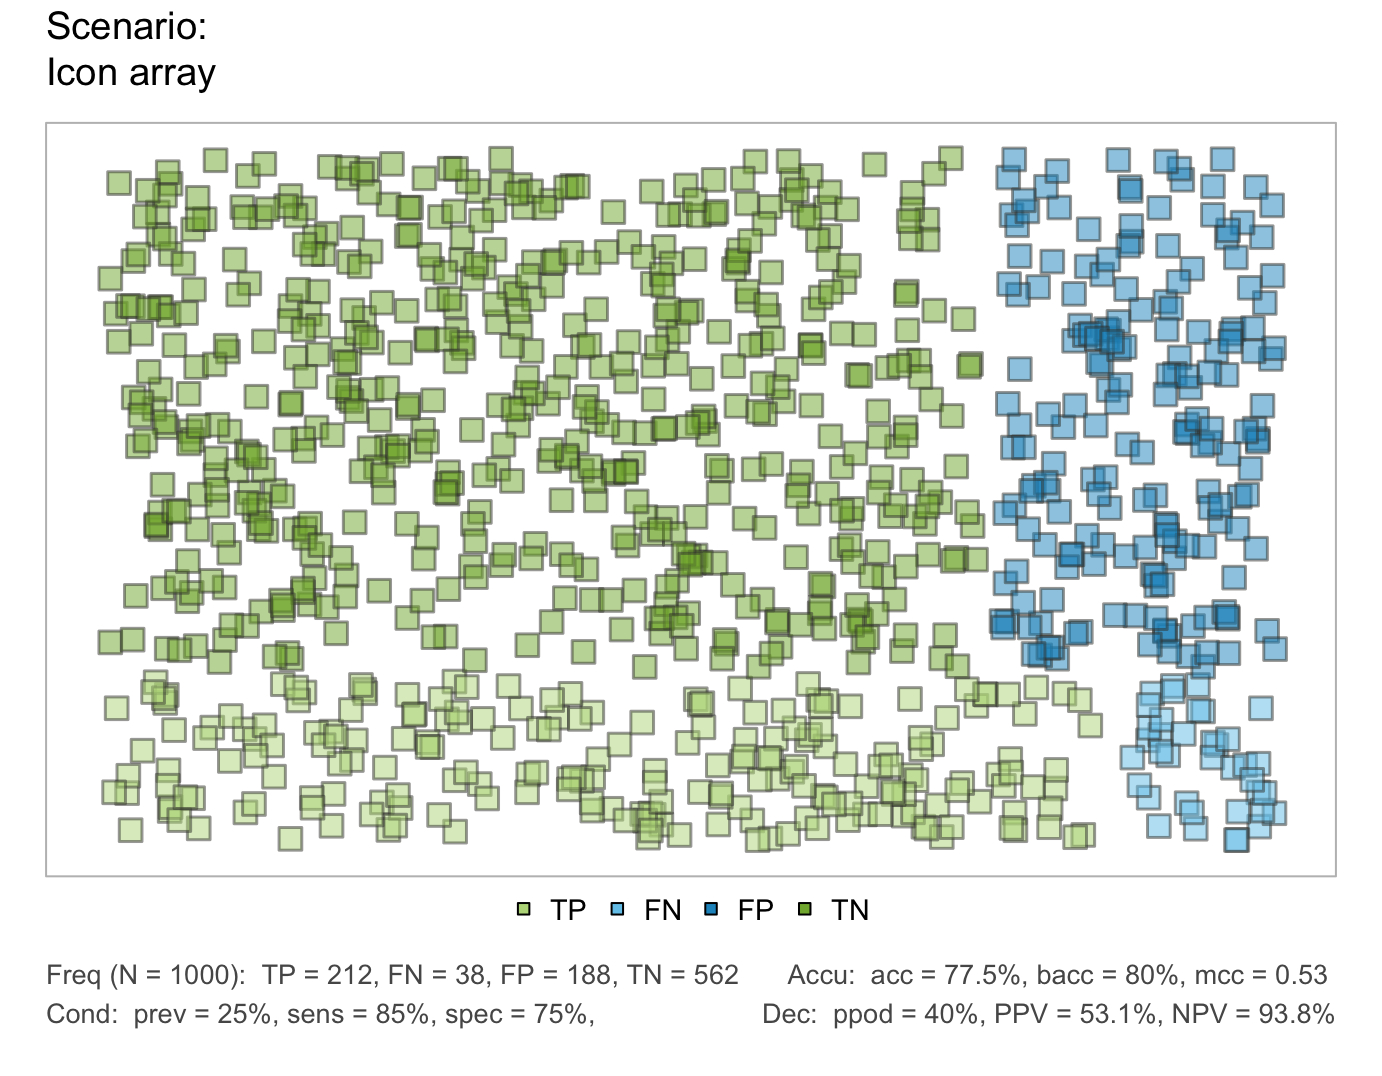 Scenario:
Icon array
TP FN FP TN
Freq (N = 1000): TP = 212, FN = 38, FP = 188, TN = 562 Accu: acc = 77.5%, bacc = 80%, mcc = 0.53
Cond: prev = 25%, sens = 85%, spec = 75%, Dec: ppod = 40%, PPV = 53.1%, NPV = 93.8%